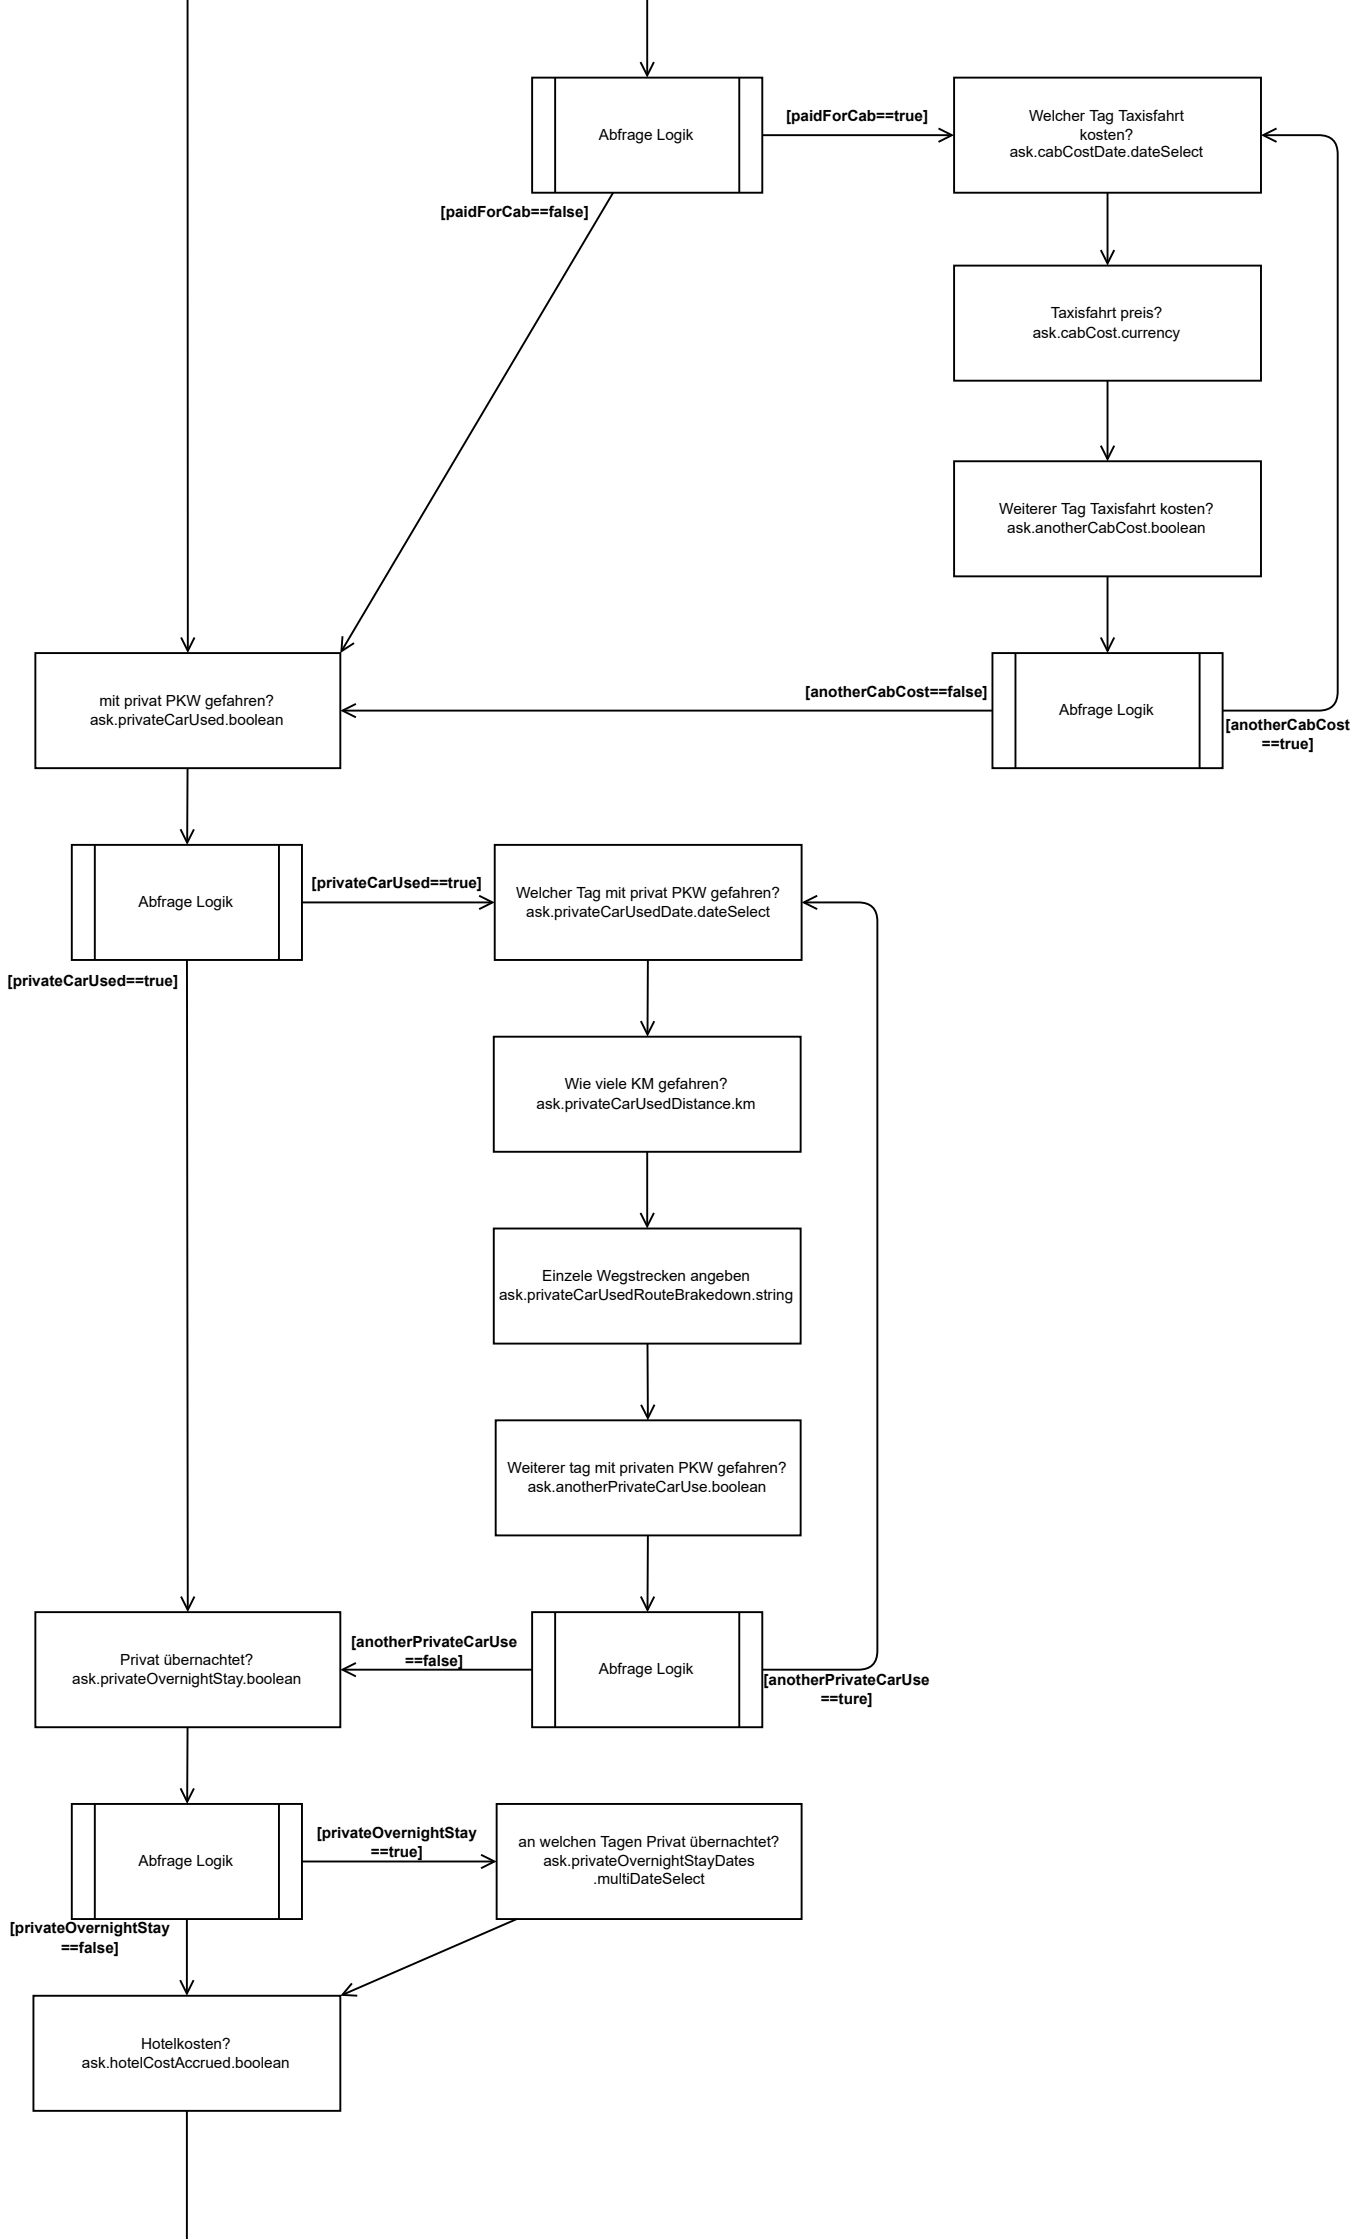 Abfrage Logik
[paidForCab==true]
Welcher Tag Taxisfahrt
kosten?
ask.cabCostDate.dateSelect
[paidForCab==false]
Taxisfahrt preis?
ask.cabCost.currency
Weiterer Tag Taxisfahrt kosten?
ask.anotherCabCost.boolean
mit privat PKW gefahren?
ask.privateCarUsed.boolean
[anotherCabCost==false]
Abfrage Logik
[anotherCabCost
==true]
Abfrage Logik
[privateCarUsed==true]
Welcher Tag mit privat PKW gefahren?
ask.privateCarUsedDate.dateSelect
[privateCarUsed==true]
Wie viele KM gefahren?
ask.privateCarUsedDistance.km
Einzele Wegstrecken angeben
ask.privateCarUsedRouteBrakedown.string
Weiterer tag mit privaten PKW gefahren?
ask.anotherPrivateCarUse.boolean
Privat übernachtet?
ask.privateOvernightStay.boolean
[anotherPrivateCarUse
==false]
Abfrage Logik
[anotherPrivateCarUse
==ture]
Abfrage Logik
[privateOvernightStay
==true]
an welchen Tagen Privat übernachtet?
ask.privateOvernightStayDates
.multiDateSelect
[privateOvernightStay
==false]
Hotelkosten?
ask.hotelCostAccrued.boolean